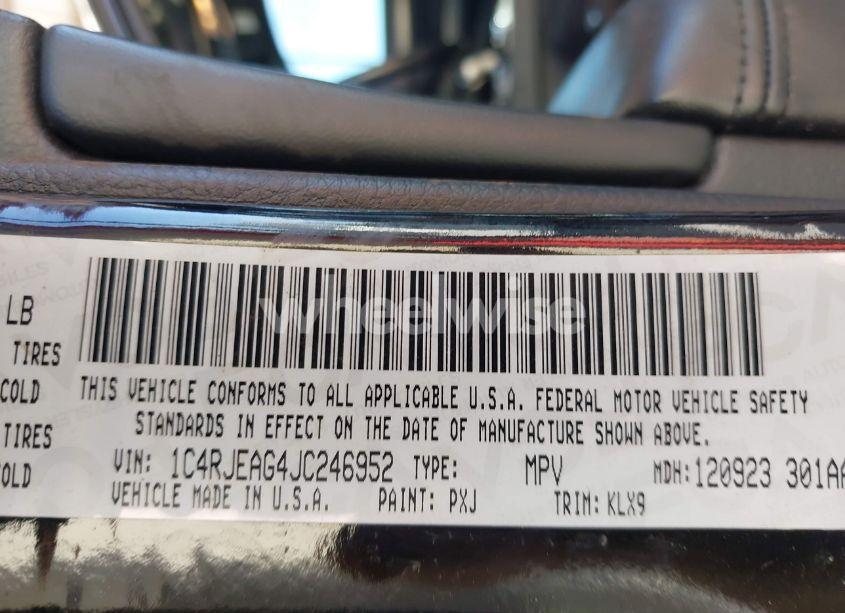 wheelwise
LB
TIRES
COLD
TIRES
OLD
THIS VEHICLE CONFORMS TO ALL APPLICABLE U.S.A. FEDERAL MOTOR VEHICLE SAFETY
STANDARDS IN EFFECT ON THE DATE OF MANUFACTURE SHOWN ABOVE.
VIN: 1C4RJEAG4JC246952 TYPE: MPV MDH:120923 301AA
VEHICLE MADE IN U.S.A. PAINT: PXJ TRIM: KLX9